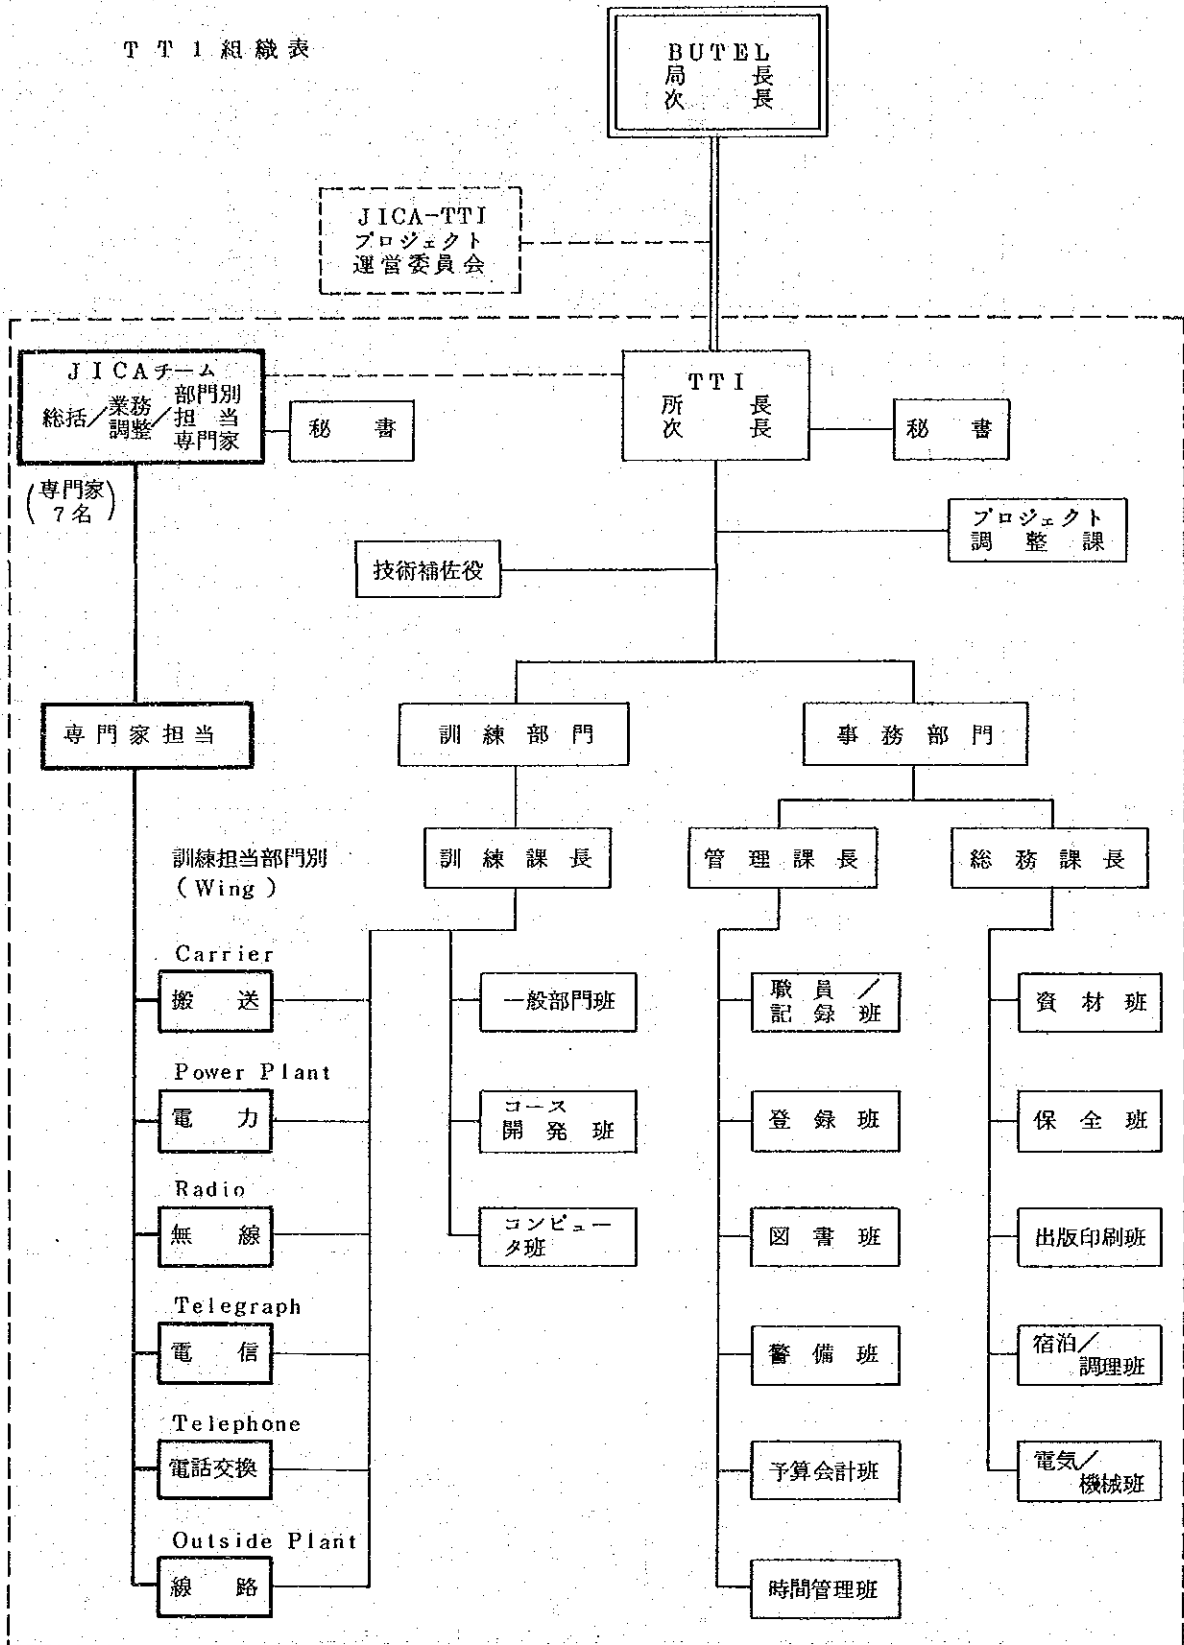 TT1組織表
BUTEL
局長
次長
JICA-TTI
プロジェクト
運営委員会
JICAチーム
総括/業務調整/部門別担当専門家
秘書
(専門家7名)
TTI
所長
次長
秘書
プロジェクト
調整課
技術補佐役
専門家担当
訓練部門
事務部門
訓練担当部門別
(Wing)
訓練課長
管理課長
総務課長
Carrier
搬送
Power Plant
電力
Radio
無線
Telegraph
電信
Telephone
電話交換
Outside Plant
線路
一般部門班
コース
開発班
コンピュー
タ班
職員/
記録班
登録班
図書班
警備班
予算会計班
時間管理班
資材班
保全班
出版印刷班
宿泊/
調理班
電気/
機械班